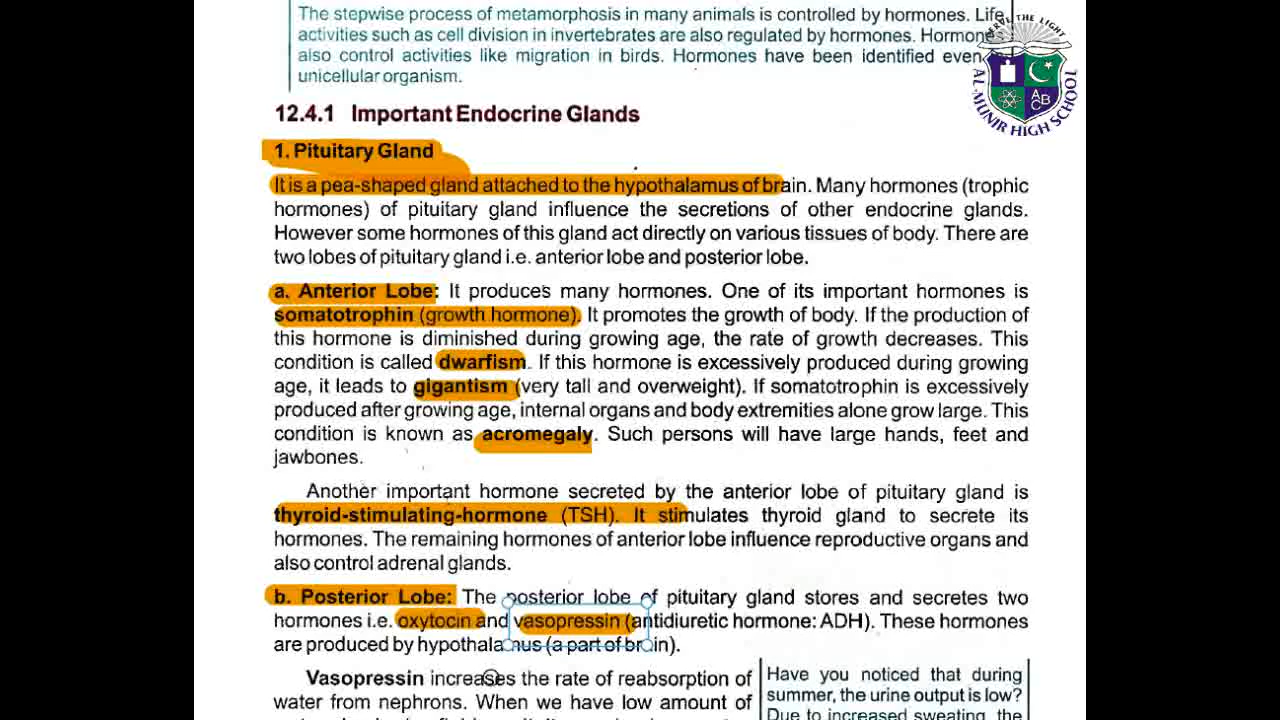 The stepwise process of metamorphosis in many animals is controlled by hormones. Life
activities such as cell division in invertebrates are also regulated by hormones. Hormones
also control activities like migration in birds. Hormones have been identified even
unicellular organism.
SERVE THE LIGHT
AL-MUNIR HIGH SCHOOL
A
B
C
12.4.1 Important Endocrine Glands
1. Pituitary Gland
It is a pea-shaped gland attached to the hypothalamus of brain. Many hormones (trophic
hormones) of pituitary gland influence the secretions of other endocrine glands.
However some hormones of this gland act directly on various tissues of body. There are
two lobes of pituitary gland i.e. anterior lobe and posterior lobe.
a. Anterior Lobe: It produces many hormones. One of its important hormones is
somatotrophin (growth hormone). It promotes the growth of body. If the production of
this hormone is diminished during growing age, the rate of growth decreases. This
condition is called dwarfism. If this hormone is excessively produced during growing
age, it leads to gigantism (very tall and overweight). If somatotrophin is excessively
produced after growing age, internal organs and body extremities alone grow large. This
condition is known as acromegaly. Such persons will have large hands, feet and
jawbones.
Another important hormone secreted by the anterior lobe of pituitary gland is
thyroid-stimulating-hormone (TSH). It stimulates thyroid gland to secrete its
hormones. The remaining hormones of anterior lobe influence reproductive organs and
also control adrenal glands.
b. Posterior Lobe: The posterior lobe of pituitary gland stores and secretes two
hormones i.e. oxytocin and vasopressin (antidiuretic hormone: ADH). These hormones
are produced by hypothalamus (a part of brain).
Vasopressin increases the rate of reabsorption of
water from nephrons. When we have low amount of
Have you noticed that during
summer, the urine output is low?
Due to increased sweating, the